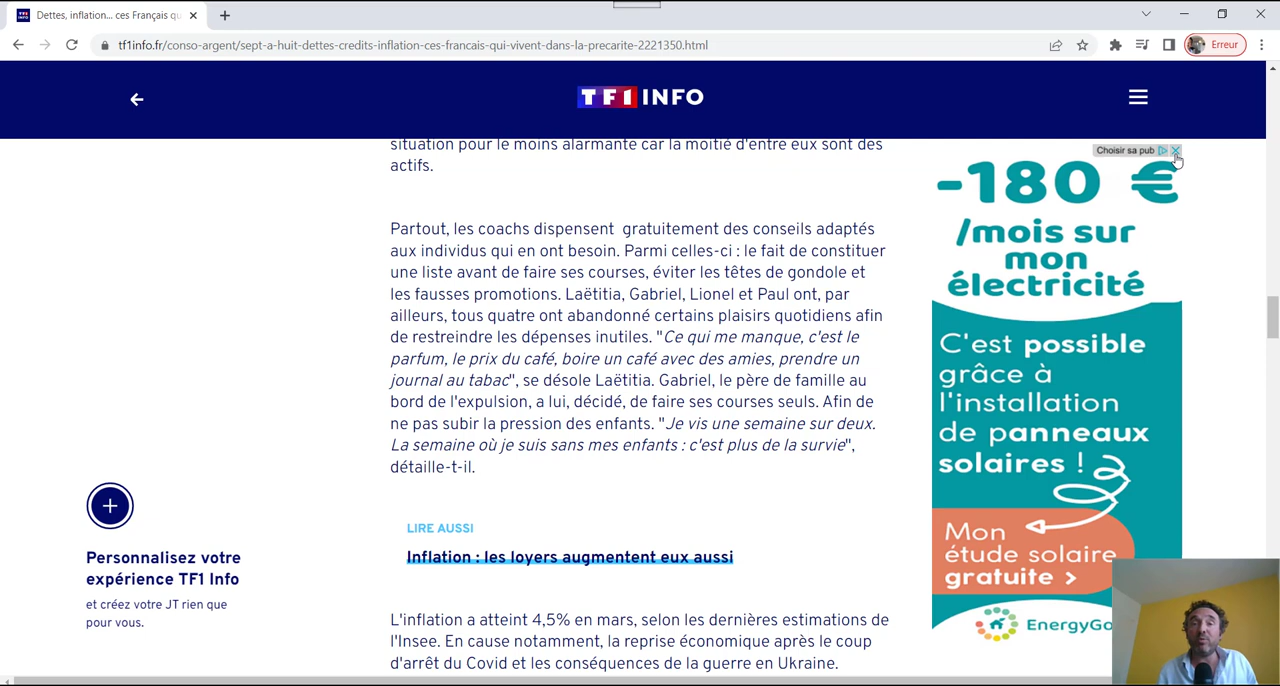 Dettes, inflation... ces Français qu
tf1info.fr/conso-argent/sept-a-huit-dettes-credits-inflation-ces-francais-qui-vivent-dans-la-precarite-2221350.html
Erreur
TF1 INFO
situation pour le moins alarmante car la moitié d'entre eux sont des
actifs.
Partout, les coachs dispensent gratuitement des conseils adaptés
aux individus qui en ont besoin. Parmi celles-ci : le fait de constituer
une liste avant de faire ses courses, éviter les têtes de gondole et
les fausses promotions. Laëtitia, Gabriel, Lionel et Paul ont, par
ailleurs, tous quatre ont abandonné certains plaisirs quotidiens afin
de restreindre les dépenses inutiles. "Ce qui me manque, c'est le
parfum, le prix du café, boire un café avec des amies, prendre un
journal au tabac", se désole Laëtitia. Gabriel, le père de famille au
bord de l'expulsion, a lui, décidé, de faire ses courses seuls. Afin de
ne pas subir la pression des enfants. "Je vis une semaine sur deux.
La semaine où je suis sans mes enfants : c'est plus de la survie",
détaille-t-il.
LIRE AUSSI
Inflation : les loyers augmentent eux aussi
L'inflation a atteint 4,5% en mars, selon les dernières estimations de
l'Insee. En cause notamment, la reprise économique après le coup
d'arrêt du Covid et les conséquences de la guerre en Ukraine.
Personnalisez votre
expérience TF1 Info
et créez votre JT rien que
pour vous.
Choisir sa pub
-180 €
/mois sur
mon
électricité
C'est possible
grâce à
l'installation
de panneaux
solaires !
Mon
étude solaire
gratuite >
EnergyGo